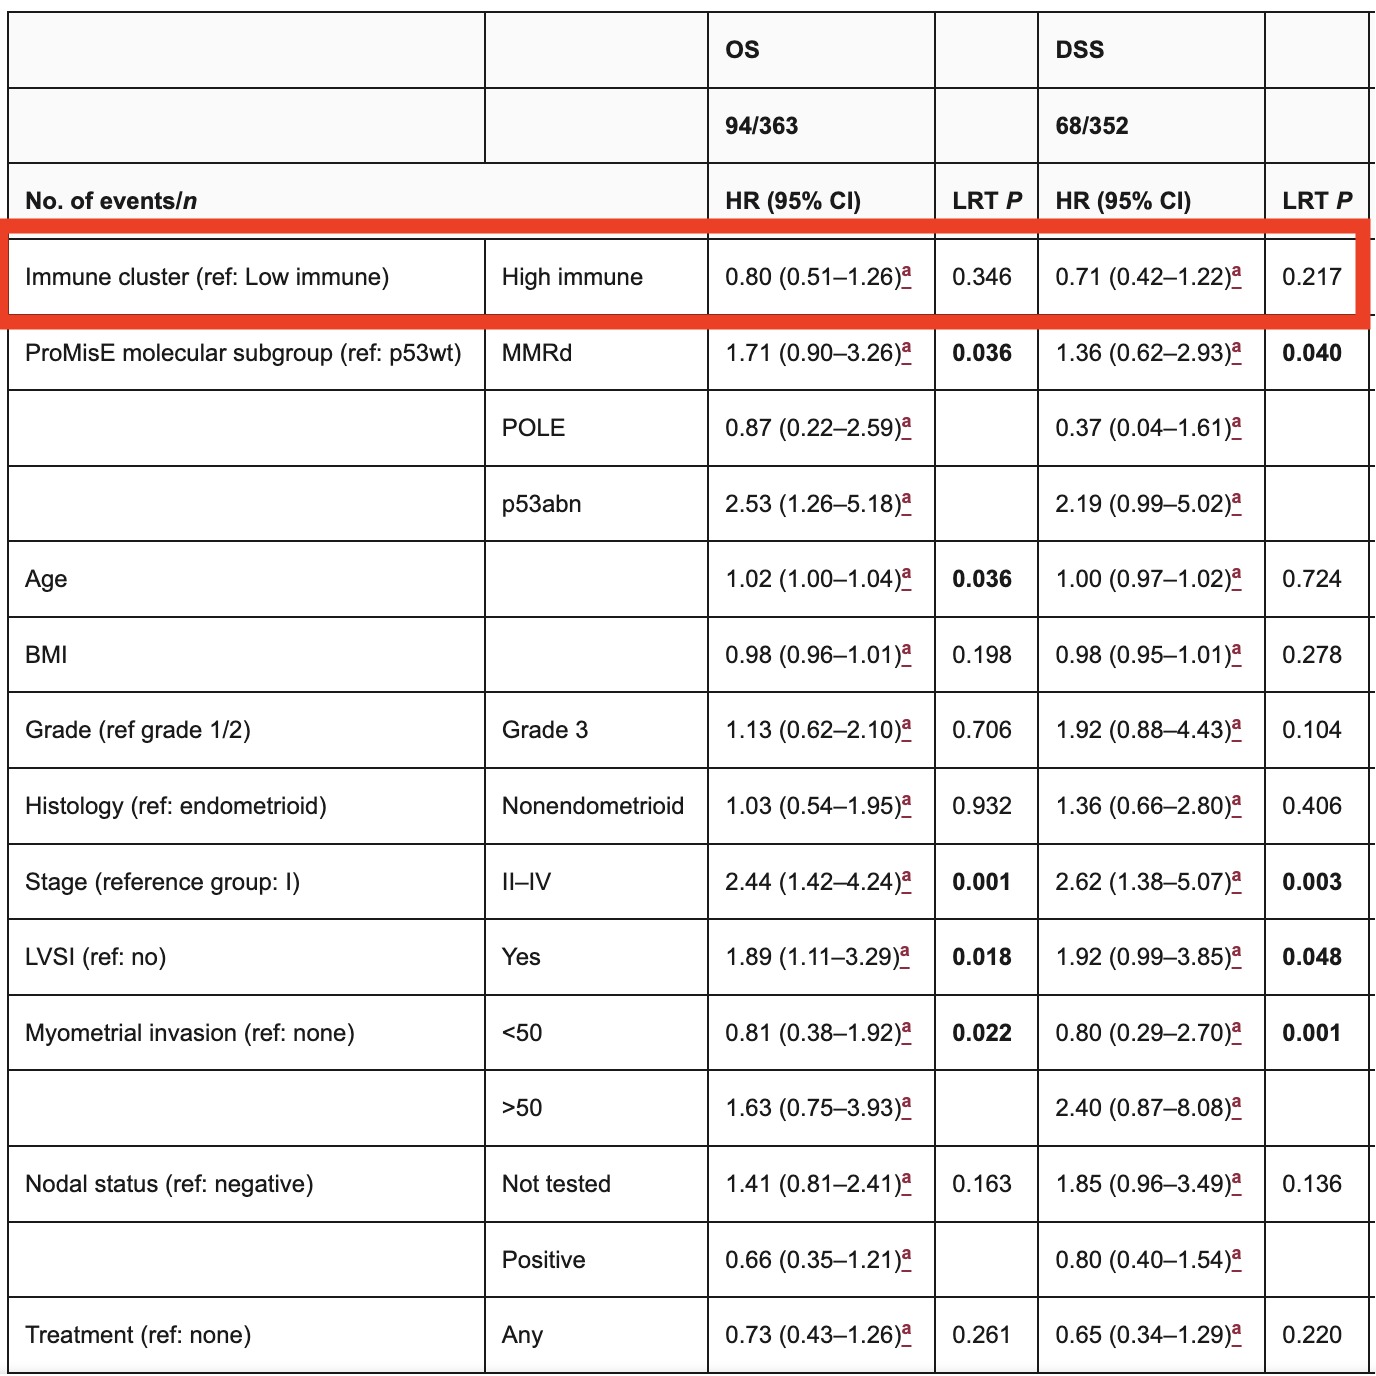 OS DSS
94/363 68/352
No. of events/n HR (95% CI) LRT P HR (95% CI) LRT P
Immune cluster (ref: Low immune) High immune 0.80 (0.51–1.26)a 0.346 0.71 (0.42–1.22)a 0.217
ProMisE molecular subgroup (ref: p53wt) MMRd 1.71 (0.90–3.26)a 0.036 1.36 (0.62–2.93)a 0.040
POLE 0.87 (0.22–2.59)a 0.37 (0.04–1.61)a
p53abn 2.53 (1.26–5.18)a 2.19 (0.99–5.02)a
Age 1.02 (1.00–1.04)a 0.036 1.00 (0.97–1.02)a 0.724
BMI 0.98 (0.96–1.01)a 0.198 0.98 (0.95–1.01)a 0.278
Grade (ref grade 1/2) Grade 3 1.13 (0.62–2.10)a 0.706 1.92 (0.88–4.43)a 0.104
Histology (ref: endometrioid) Nonendometrioid 1.03 (0.54–1.95)a 0.932 1.36 (0.66–2.80)a 0.406
Stage (reference group: I) II–IV 2.44 (1.42–4.24)a 0.001 2.62 (1.38–5.07)a 0.003
LVSI (ref: no) Yes 1.89 (1.11–3.29)a 0.018 1.92 (0.99–3.85)a 0.048
Myometrial invasion (ref: none) <50 0.81 (0.38–1.92)a 0.022 0.80 (0.29–2.70)a 0.001
>50 1.63 (0.75–3.93)a 2.40 (0.87–8.08)a
Nodal status (ref: negative) Not tested 1.41 (0.81–2.41)a 0.163 1.85 (0.96–3.49)a 0.136
Positive 0.66 (0.35–1.21)a 0.80 (0.40–1.54)a
Treatment (ref: none) Any 0.73 (0.43–1.26)a 0.261 0.65 (0.34–1.29)a 0.220